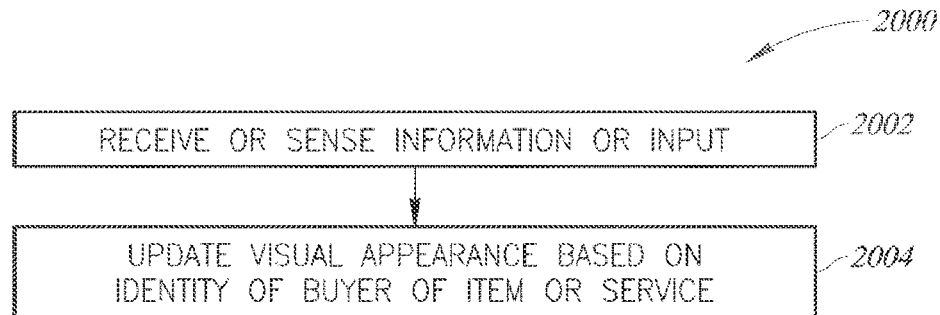 2000
RECEIVE OR SENSE INFORMATION OR INPUT
2002
UPDATE VISUAL APPEARANCE BASED ON
IDENTITY OF BUYER OF ITEM OR SERVICE
2004